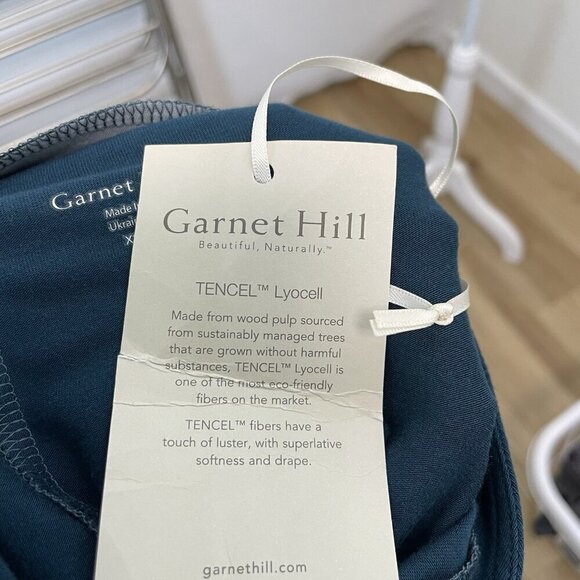 Garnet
Made
Garnet Hill
Beautiful, Naturally.™
TENCEL™ Lyocell
Made from wood pulp sourced
from sustainably managed trees
that are grown without harmful
substances, TENCEL™ Lyocell is
one of the most eco-friendly
fibers on the market.
TENCEL™ fibers have a
touch of luster, with superlative
softness and drape.
garnethill.com